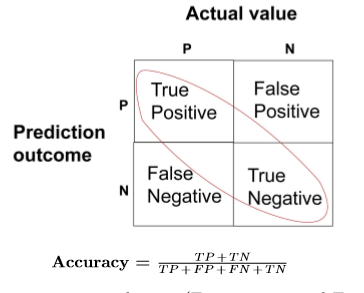 Actual value
P N
P
True Positive
False Positive
Prediction outcome
N
False Negative
True Negative
Accuracy = TP+TN / TP+FP+FN+TN